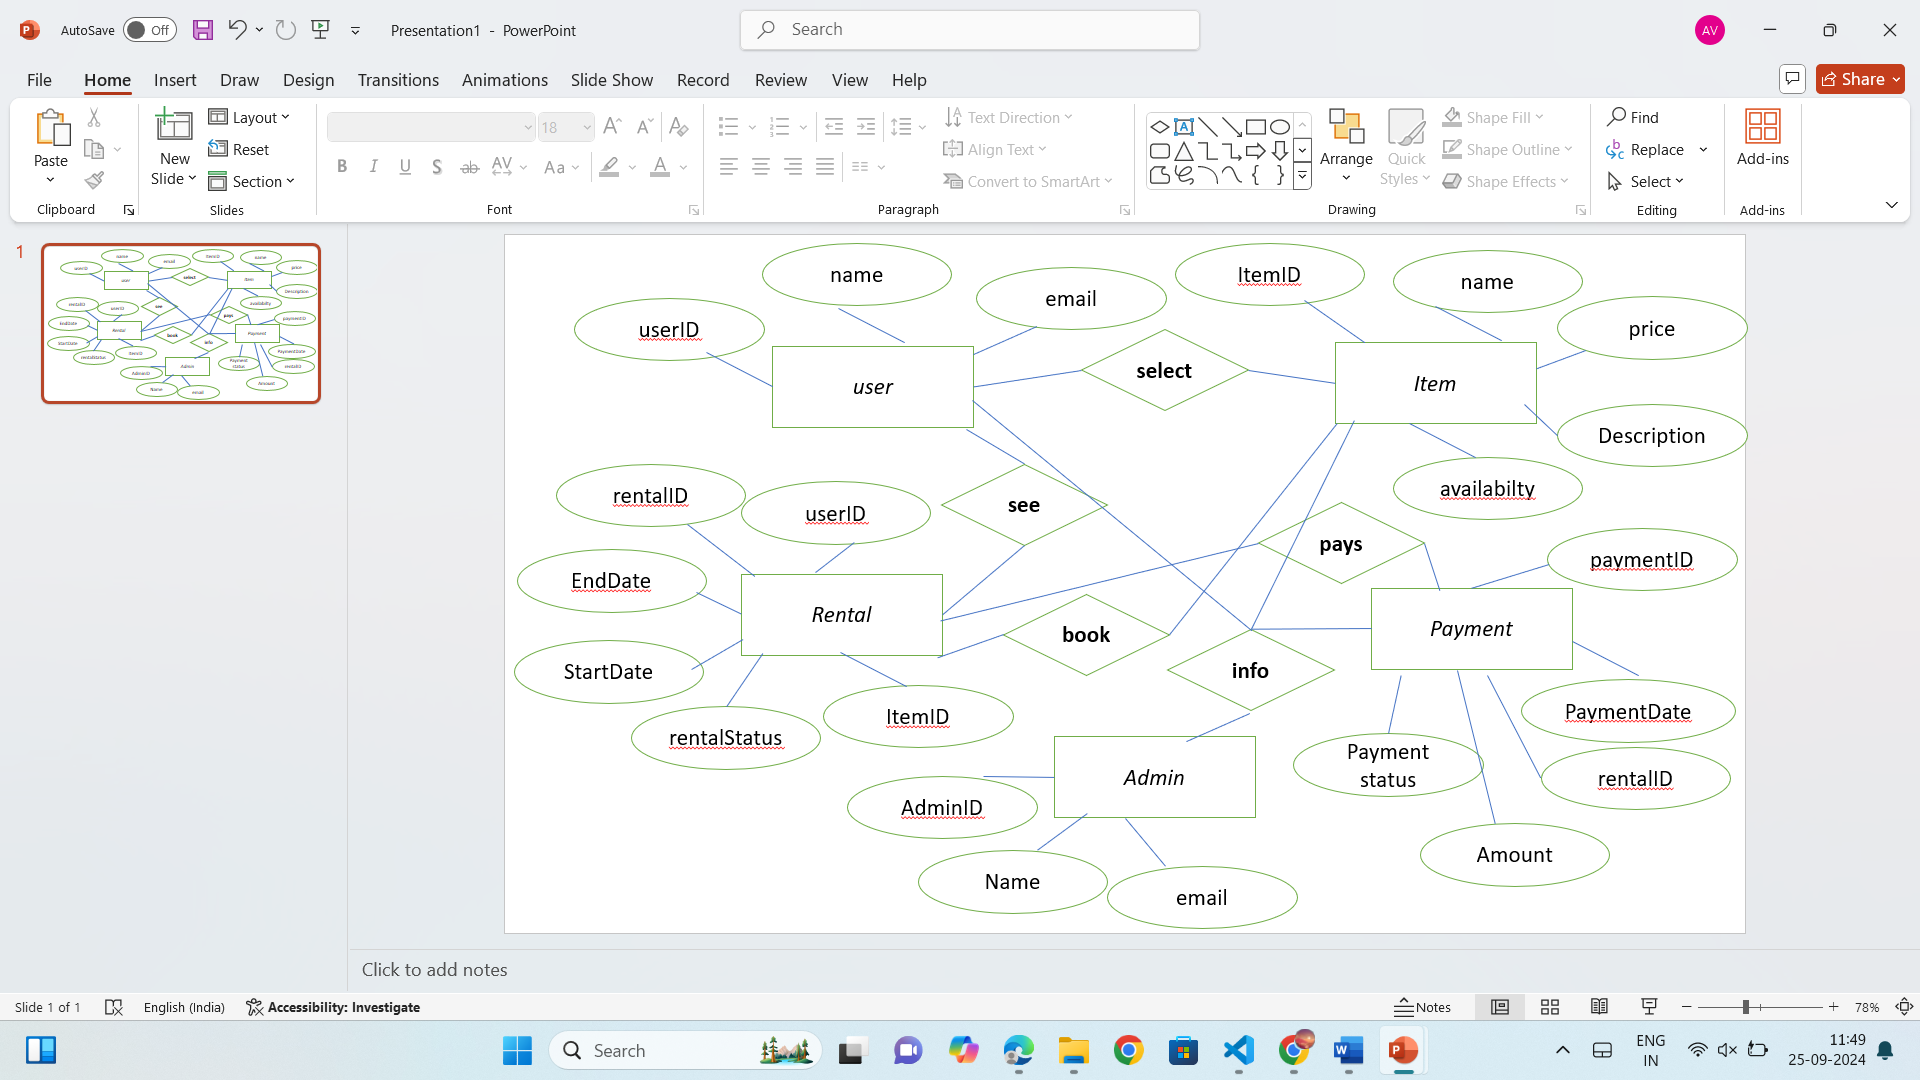 AutoSave
Off
Presentation1 - PowerPoint
Search
AV
File
Home
Insert
Draw
Design
Transitions
Animations
Slide Show
Record
Review
View
Help
Share
Paste
Clipboard
New
Slide
Layout
Reset
Section
Slides
18
Font
Text Direction
Align Text
Convert to SmartArt
Paragraph
Arrange
Quick
Styles
Shape Fill
Shape Outline
Shape Effects
Drawing
Find
Replace
Select
Editing
Add-ins
Add-ins
1
name
email
ItemID
name
userID
price
user
select
Item
Description
rentalID
userID
see
availabilty
EndDate
Rental
pays
paymentID
StartDate
book
info
Payment
rentalStatus
ItemID
PaymentDate
Admin
Payment
status
rentalID
AdminID
Amount
Name
email
Click to add notes
Slide 1 of 1
English (India)
Accessibility: Investigate
Notes
78%
Search
ENG
IN
11:49
25-09-2024